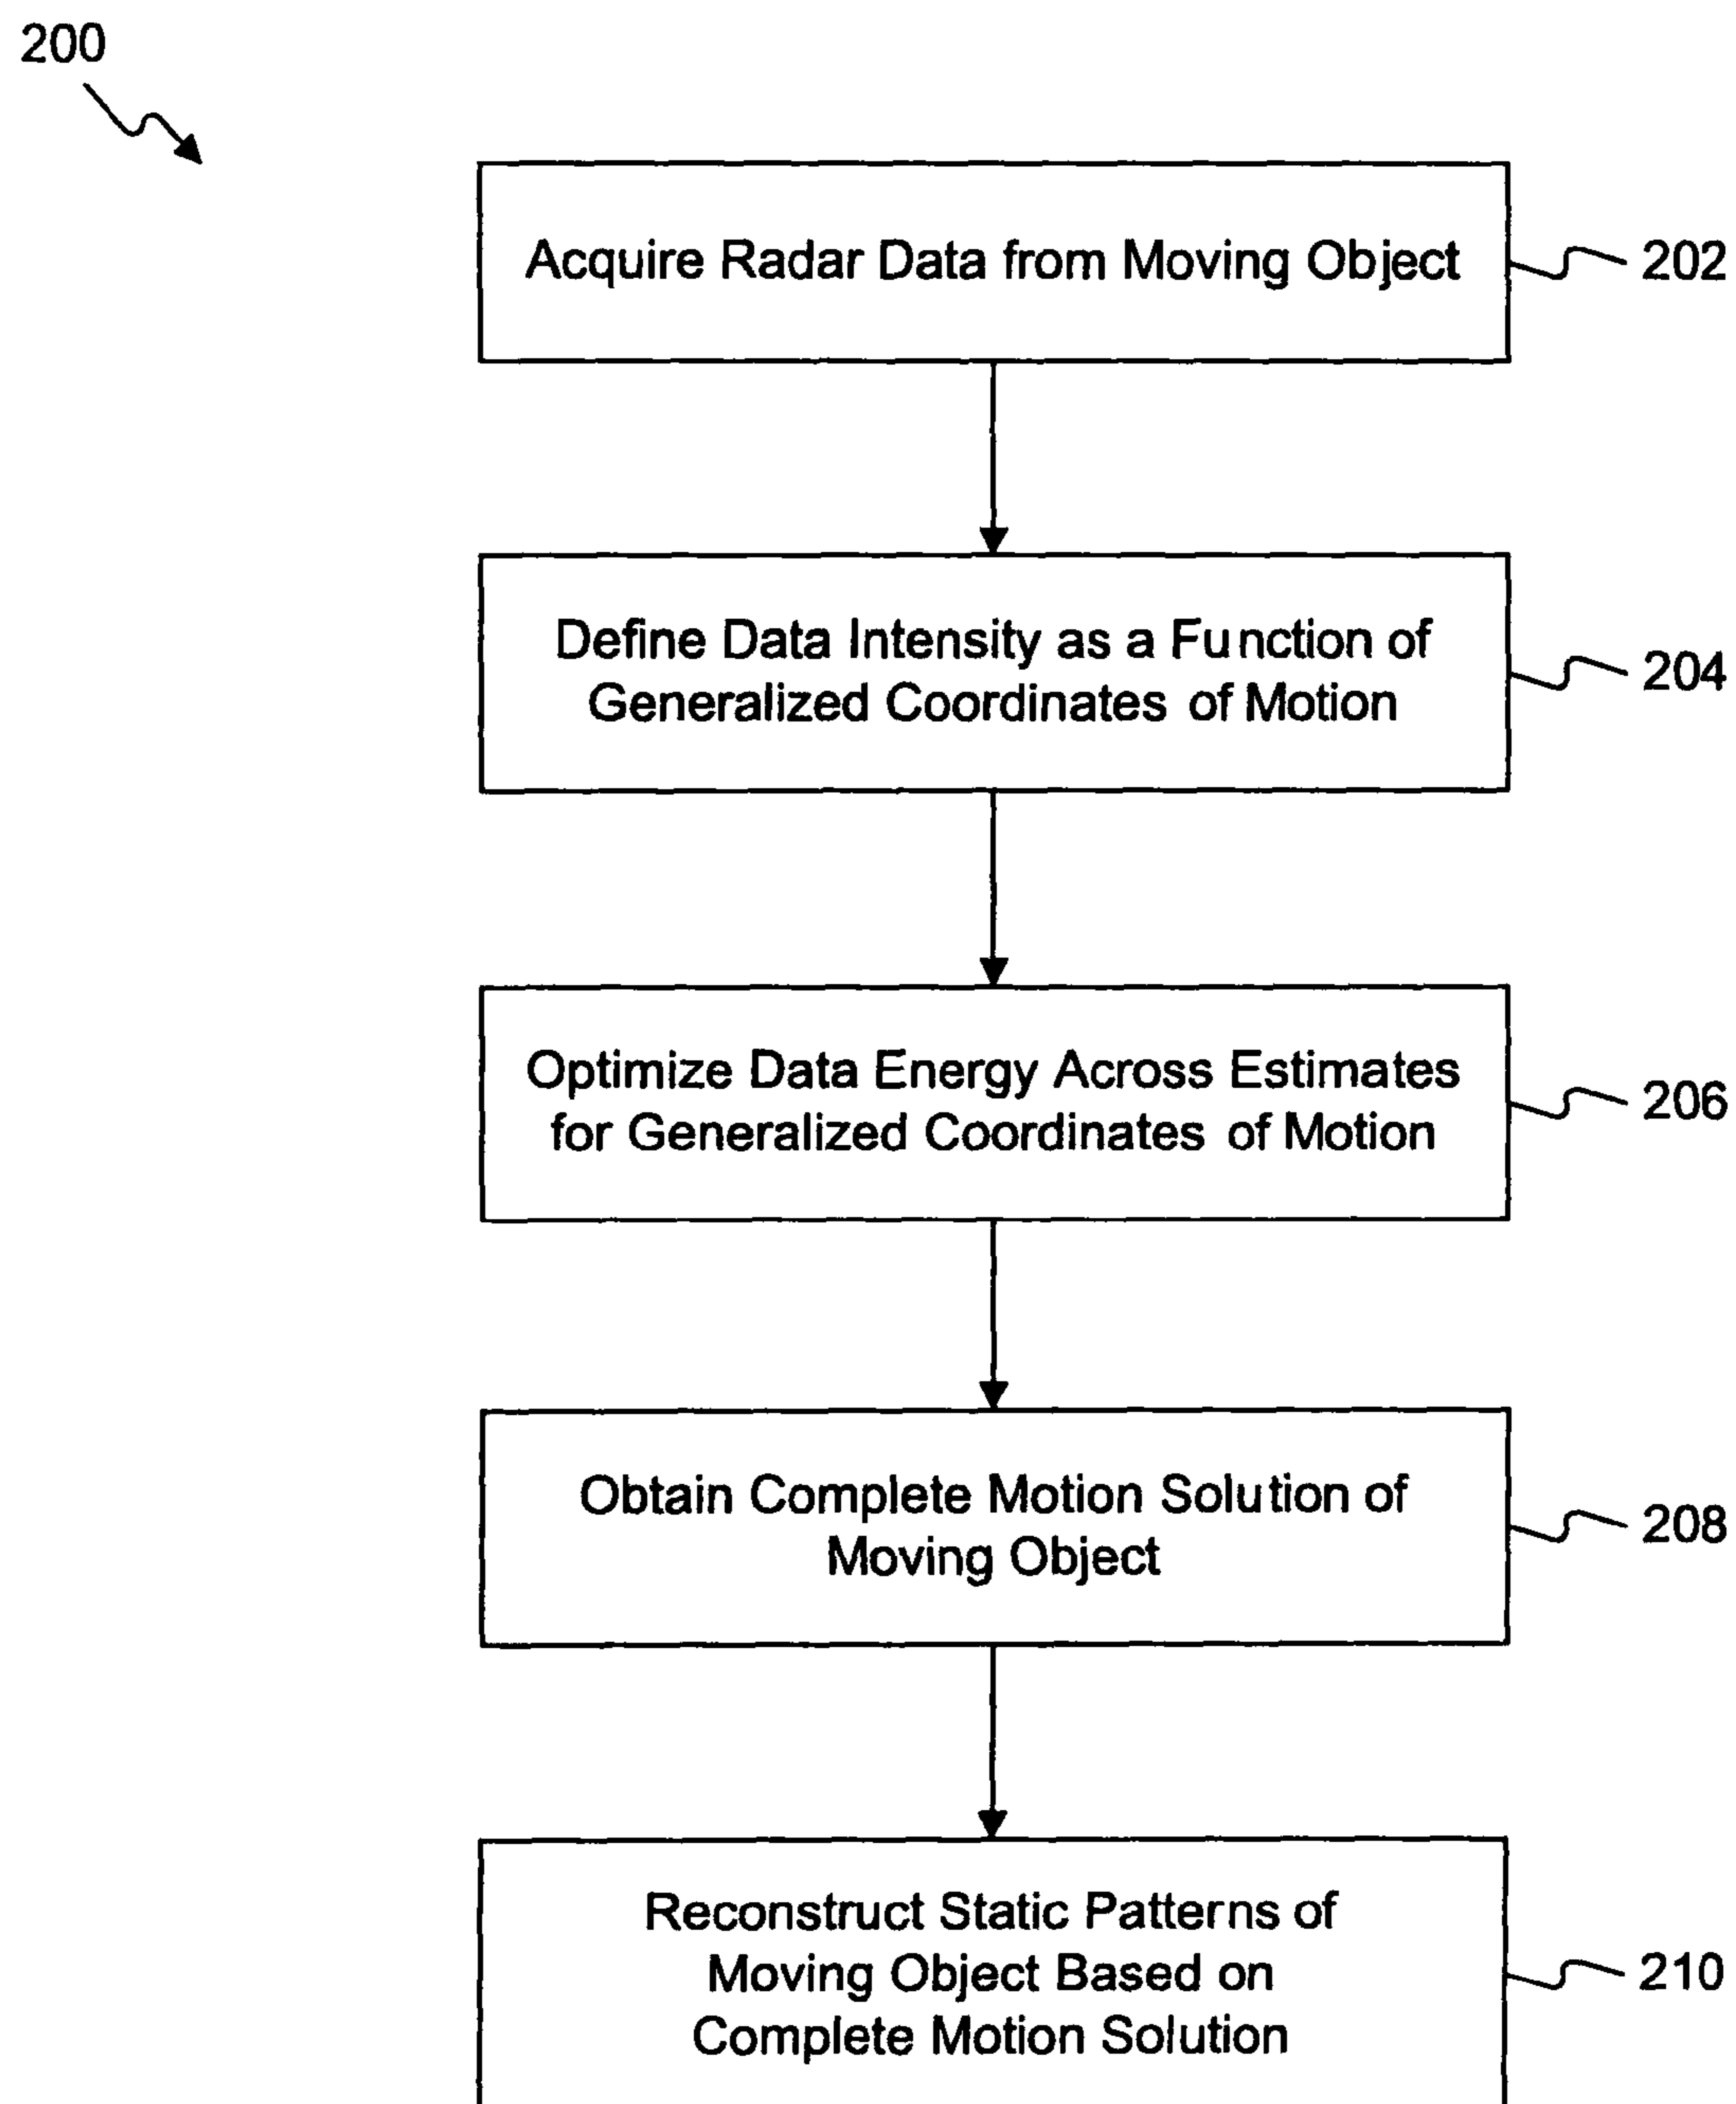 200
Acquire Radar Data from Moving Object
202
Define Data Intensity as a Function of
Generalized Coordinates of Motion
204
Optimize Data Energy Across Estimates
for Generalized Coordinates of Motion
206
Obtain Complete Motion Solution of
Moving Object
208
Reconstruct Static Patterns of
Moving Object Based on
Complete Motion Solution
210